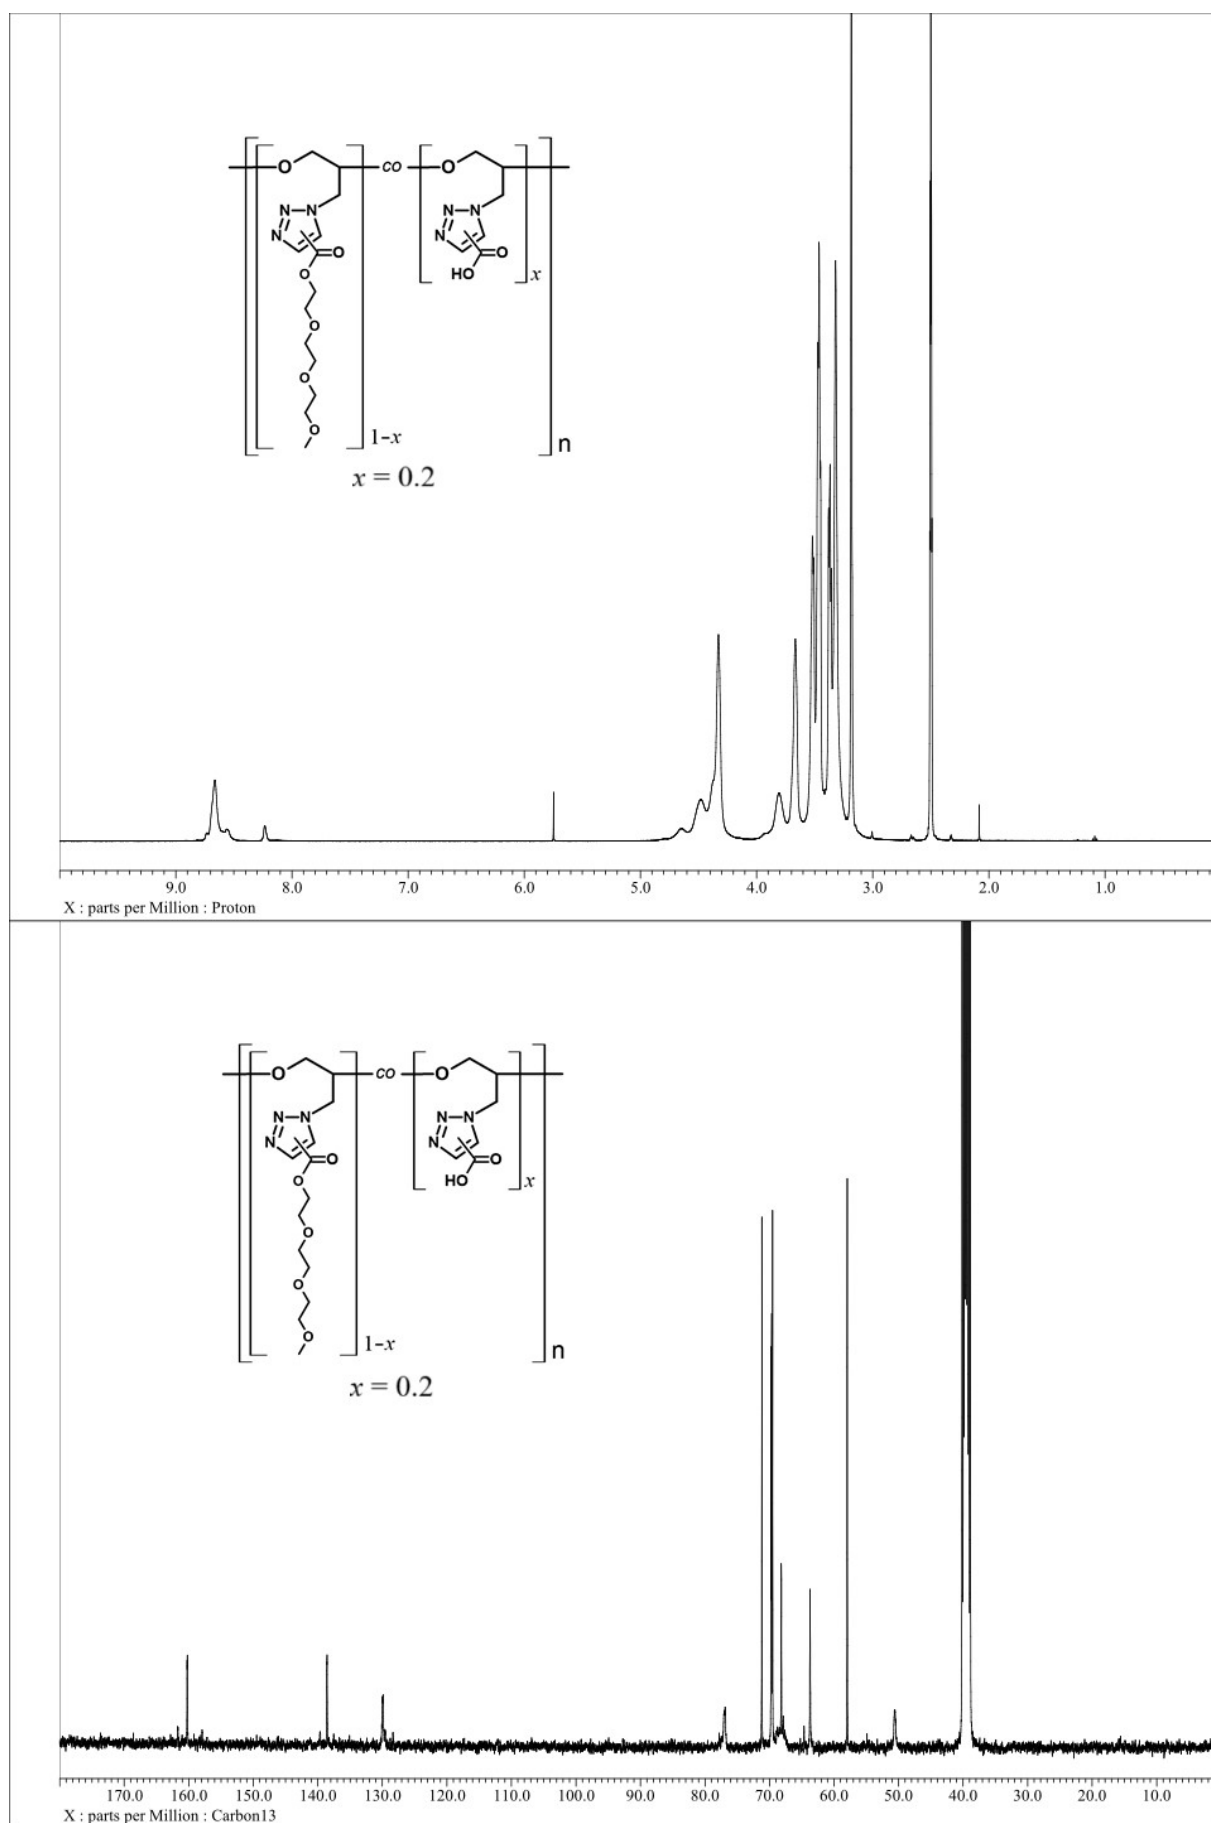 O
co
O
N
N
N
N
N
N
O
O
O
HO
x
O
O
O
1-x
n
x = 0.2
9.0 8.0 7.0 6.0 5.0 4.0 3.0 2.0 1.0
X : parts per Million : Proton
O
co
O
N
N
N
N
N
N
O
O
O
HO
x
O
O
O
1-x
n
x = 0.2
170.0 160.0 150.0 140.0 130.0 120.0 110.0 100.0 90.0 80.0 70.0 60.0 50.0 40.0 30.0 20.0 10.0
X : parts per Million : Carbon13